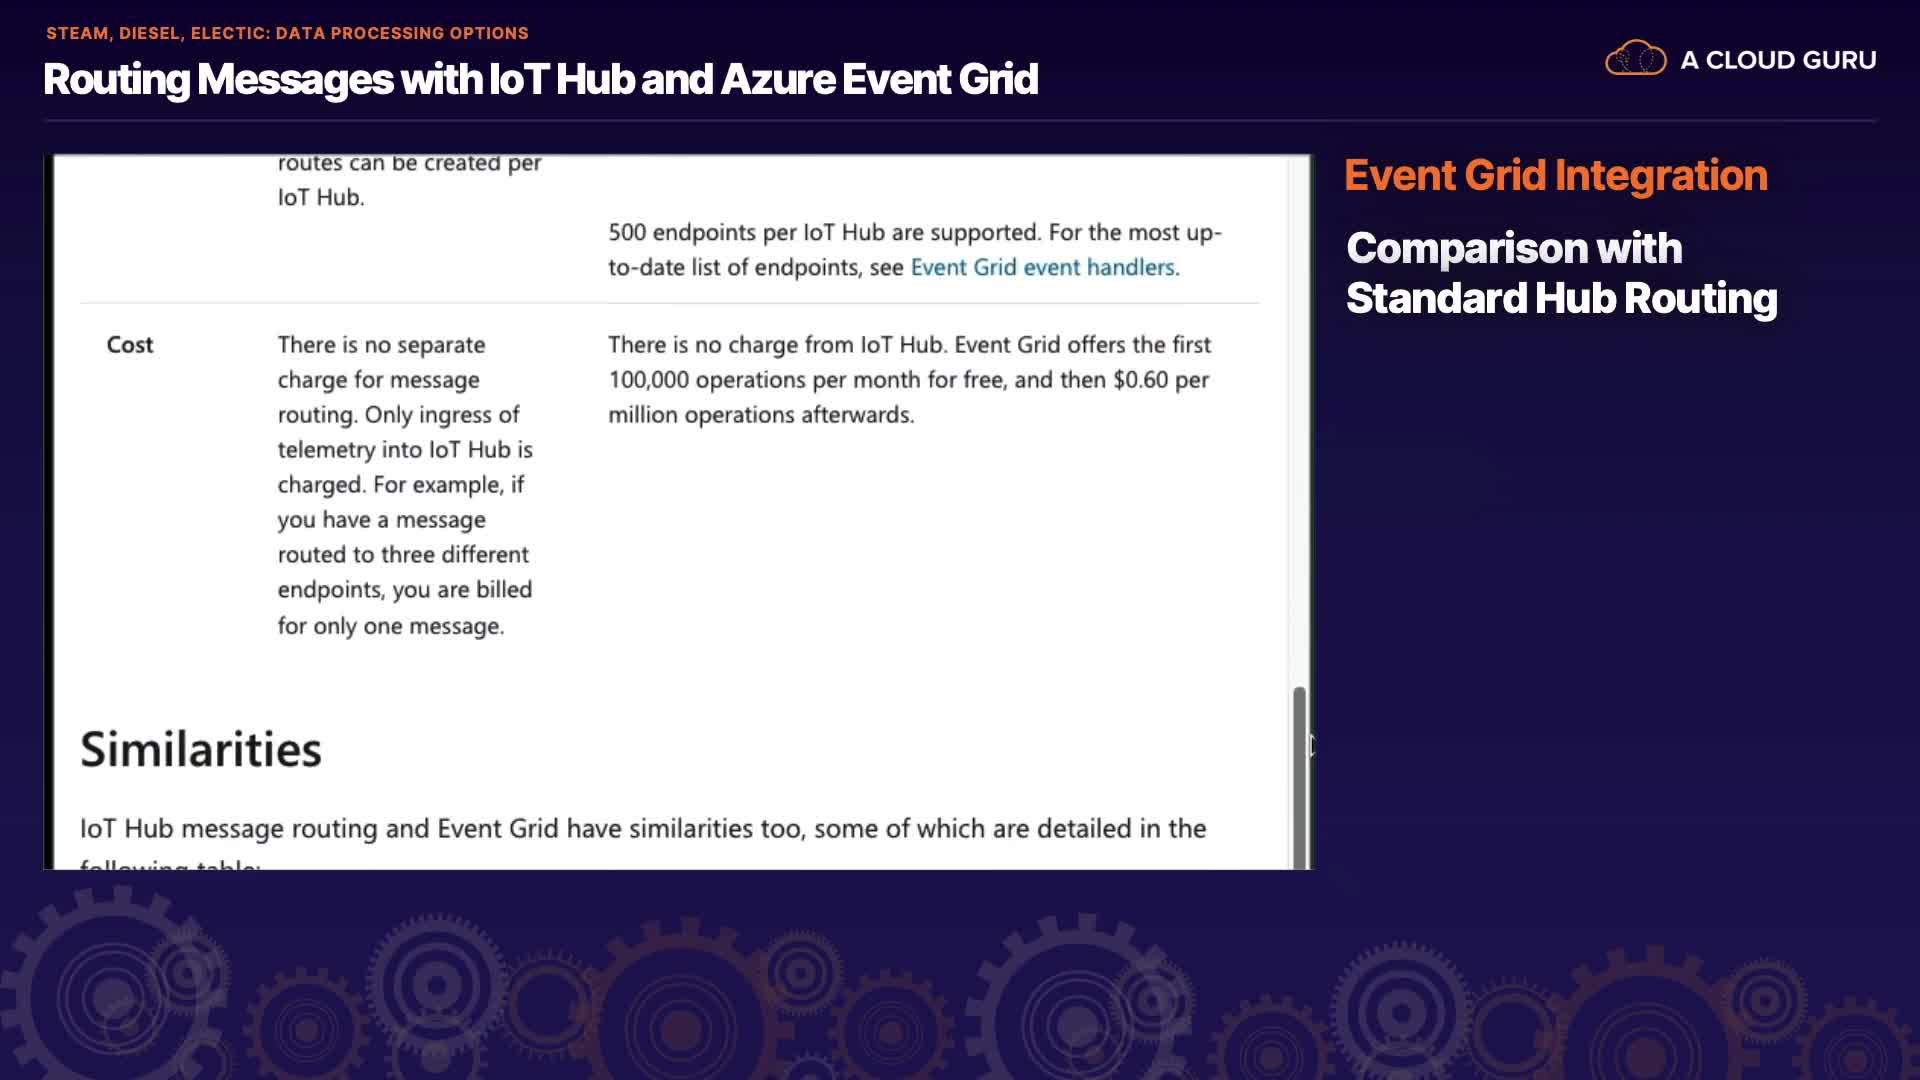 STEAM, DIESEL, ELECTIC: DATA PROCESSING OPTIONS
Routing Messages with IoT Hub and Azure Event Grid
A CLOUD GURU
routes can be created per
IoT Hub.
500 endpoints per IoT Hub are supported. For the most up-
to-date list of endpoints, see Event Grid event handlers.
Cost
There is no separate
charge for message
routing. Only ingress of
telemetry into IoT Hub is
charged. For example, if
you have a message
routed to three different
endpoints, you are billed
for only one message.
There is no charge from IoT Hub. Event Grid offers the first
100,000 operations per month for free, and then $0.60 per
million operations afterwards.
Similarities
IoT Hub message routing and Event Grid have similarities too, some of which are detailed in the
following table:
Event Grid Integration
Comparison with
Standard Hub Routing